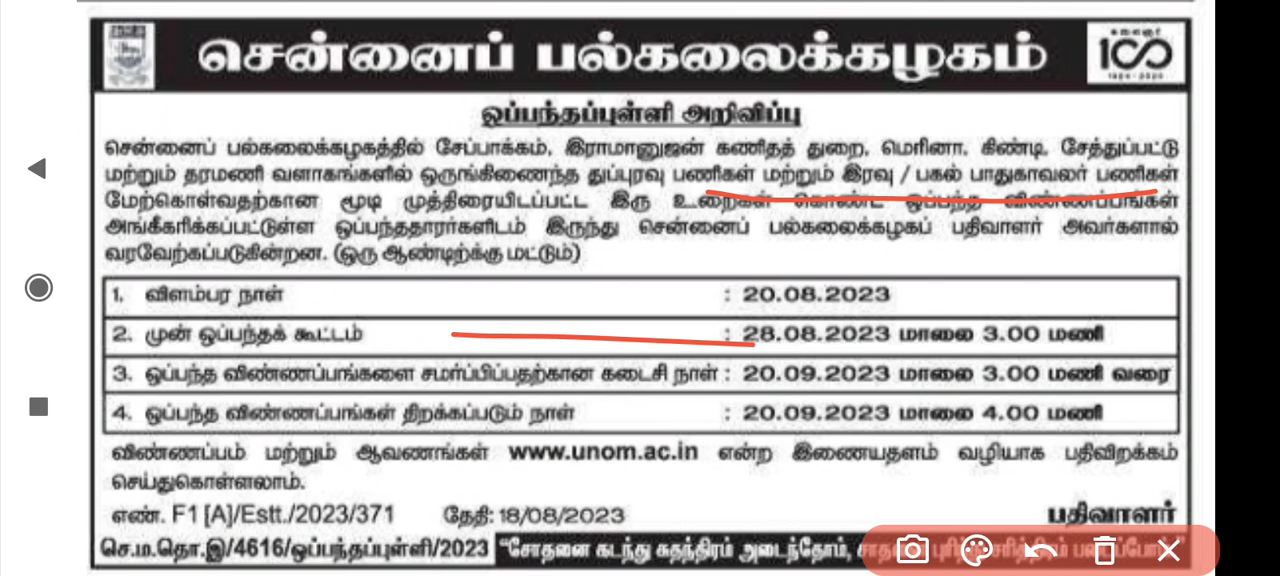 சென்னைப் பல்கலைக்கழகம்
ஒப்பந்தப்புள்ளி அறிவிப்பு
சென்னைப் பல்கலைக்கழகத்தில் சேப்பாக்கம், இராமானுஜன் கணிதத் துறை, மெரினா, கிண்டி, சேத்துப்பட்டு
மற்றும் தரமணி வளாகங்களில் ஒருங்கிணைந்த துப்புரவு பணிகள் மற்றும் இரவு / பகல் பாதுகாவலர் பணிகள்
மேற்கொள்வதற்கான மூடி முத்திரையிடப்பட்ட இரு உறைகள் கொண்ட ஒப்பந்த விண்ணப்பங்கள்
அங்கீகரிக்கப்பட்டுள்ள ஒப்பந்ததாரர்களிடம் இருந்து சென்னைப் பல்கலைக்கழகப் பதிவாளர் அவர்களால்
வரவேற்கப்படுகின்றன. (ஒரு ஆண்டிற்கு மட்டும்)
1. விளம்பர நாள் : 20.08.2023
2. முன் ஒப்பந்தக் கூட்டம் : 28.08.2023 மாலை 3.00 மணி
3. ஒப்பந்த விண்ணப்பங்களை சமர்ப்பிப்பதற்கான கடைசி நாள் : 20.09.2023 மாலை 3.00 மணி வரை
4. ஒப்பந்த விண்ணப்பங்கள் திறக்கப்படும் நாள் : 20.09.2023 மாலை 4.00 மணி
விண்ணப்பம் மற்றும் ஆவணங்கள் www.unom.ac.in என்ற இணையதளம் வழியாக பதிவிறக்கம்
செய்துகொள்ளலாம்.
எண். F1 [A]/Estt./2023/371 தேதி: 18/08/2023 பதிவாளர்
செ.ம.தொ.இ/4616/ஒப்பந்தப்புள்ளி/2023 "சோதனை கடந்து சுதந்திரம் அடைந்தோம்,